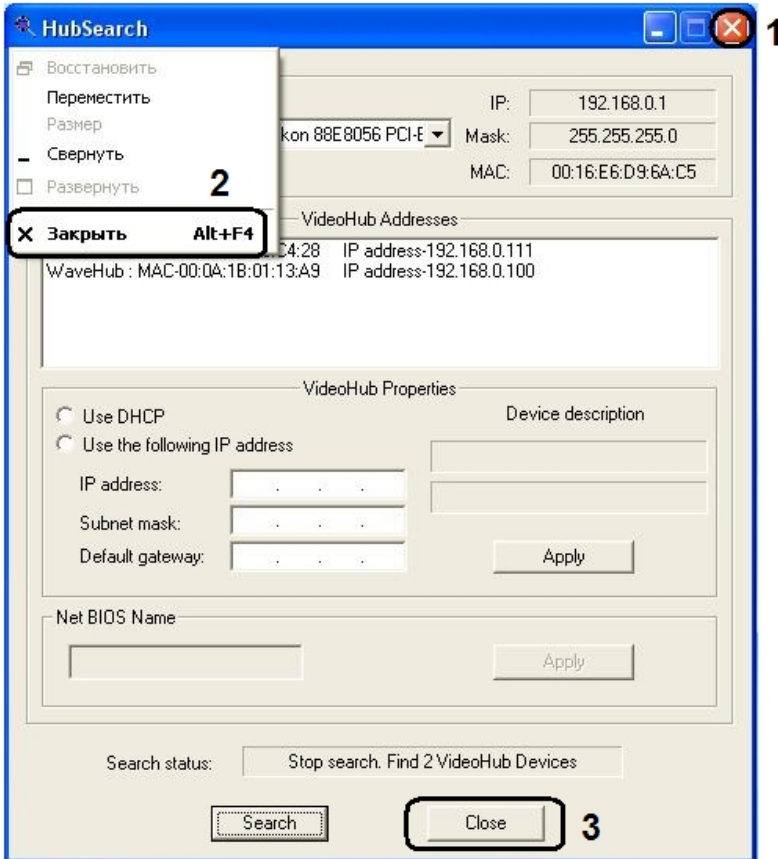 HubSearch
1
Восстановить
Переместить
Размер
Свернуть
Развернуть
2
Закрыть Alt+F4
IP: 192.168.0.1
kon 88E8056 PCI-E Mask: 255.255.255.0
MAC: 00:16:E6:D9:6A:C5
VideoHub Addresses
C4:28 IP address-192.168.0.111
WaveHub : MAC-00:0A:1B:01:13:A9 IP address-192.168.0.100
VideoHub Properties
Use DHCP
Device description
Use the following IP address
IP address: . . .
Subnet mask: . . .
Default gateway: . . .
Apply
Net BIOS Name
Apply
Search status: Stop search. Find 2 VideoHub Devices
Search
Close
3